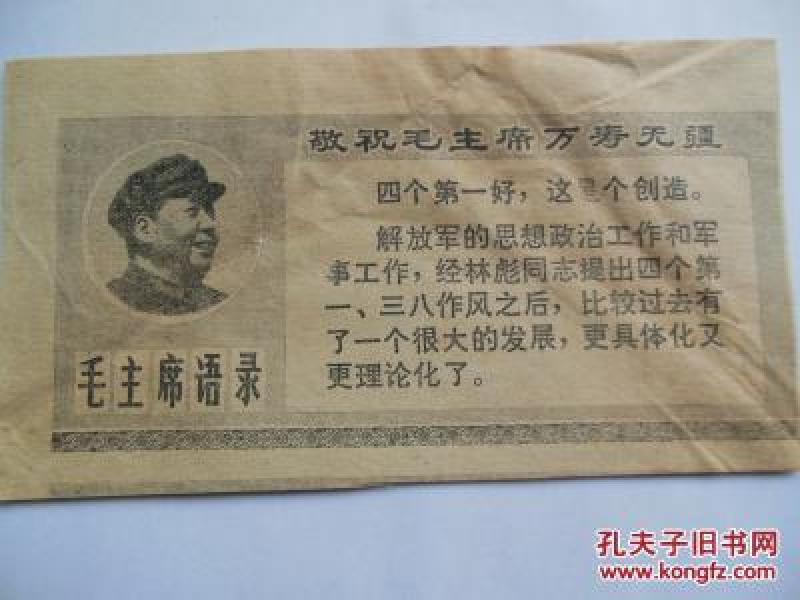 敬祝毛主席万寿无疆
四个第一好，这是个创造。
解放军的思想政治工作和军
事工作，经林彪同志提出四个第
一、三八作风之后，比较过去有
了一个很大的发展，更具体化又
更理论化了。
毛主席语录
孔夫子旧书网
www.kongfz.com